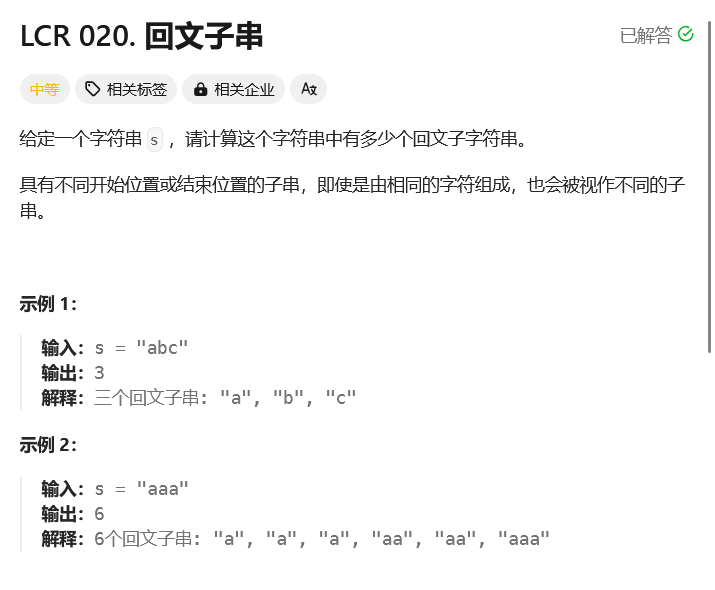 LCR 020. 回文子串
已解答
中等
相关标签
相关企业
给定一个字符串 s ，请计算这个字符串中有多少个回文子字符串。
具有不同开始位置或结束位置的子串，即使是由相同的字符组成，也会被视作不同的子
串。
示例 1：
输入：s = "abc"
输出：3
解释：三个回文子串: "a", "b", "c"
示例 2：
输入：s = "aaa"
输出：6
解释：6个回文子串: "a", "a", "a", "aa", "aa", "aaa"